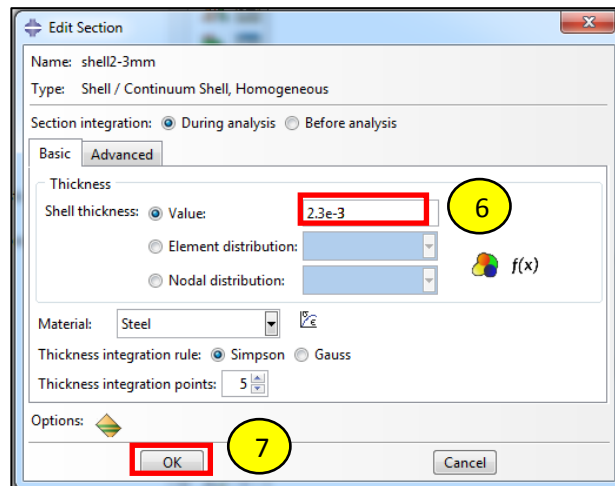 Edit Section
Name: shell2-3mm
Type: Shell / Continuum Shell, Homogeneous
Section integration: During analysis Before analysis
Basic Advanced
Thickness
Shell thickness: Value: 2.3e-3 6
Element distribution:
f(x)
Nodal distribution:
Material: Steel σ ε
Thickness integration rule: Simpson Gauss
Thickness integration points: 5
Options:
7
OK Cancel